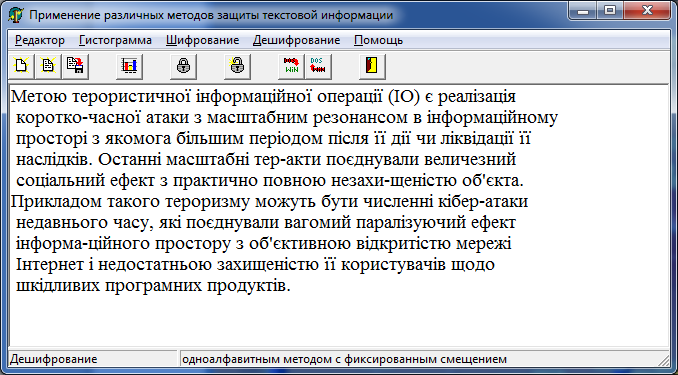 Применение различных методов защиты текстовой информации
Редактор Гистограмма Шифрование Дешифрование Помощь
DOS WIN DOS
Метою терористичної інформаційної операції (ІО) є реалізація
коротко-часної атаки з масштабним резонансом в інформаційному
просторі з якомога більшим періодом після її дії чи ліквідації її
наслідків. Останні масштабні тер-акти поєднували величезний
соціальний ефект з практично повною незахи-щеністю об'єкта.
Прикладом такого тероризму можуть бути численні кібер-атаки
недавнього часу, які поєднували вагомий паралізуючий ефект
інформа-ційного простору з об'єктивною відкритістю мережі
Інтернет і недостатньою захищеністю її користувачів щодо
шкідливих програмних продуктів.
Дешифрование одноалфавитным методом с фиксированным смещением